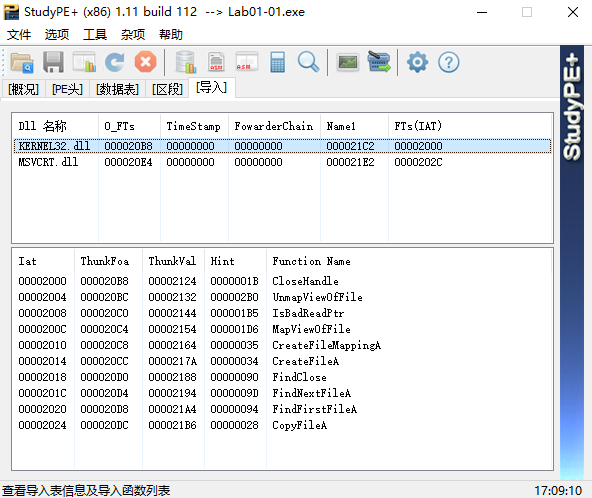 StudyPE+ (x86) 1.11 build 112 --> Lab01-01.exe
文件 选项 工具 杂项 帮助
ASM ASM
[概况] [PE头] [数据表] [区段] [导入]
Dll 名称 O_FTs TimeStamp FowarderChain Name1 FTs(IAT)
KERNEL32.dll 000020B8 00000000 00000000 000021C2 00002000
MSVCRT.dll 000020E4 00000000 00000000 000021E2 0000202C
Iat ThunkFoa ThunkVal Hint Function Name
00002000 000020B8 00002124 0000001B CloseHandle
00002004 000020BC 00002132 000002B0 UnmapViewOfFile
00002008 000020C0 00002144 000001B5 IsBadReadPtr
0000200C 000020C4 00002154 000001D6 MapViewOfFile
00002010 000020C8 00002164 00000035 CreateFileMappingA
00002014 000020CC 0000217A 00000034 CreateFileA
00002018 000020D0 00002188 00000090 FindClose
0000201C 000020D4 00002194 0000009D FindNextFileA
00002020 000020D8 000021A4 00000094 FindFirstFileA
00002024 000020DC 000021B6 00000028 CopyFileA
StudyPE+
查看导入表信息及导入函数列表 17:09:10